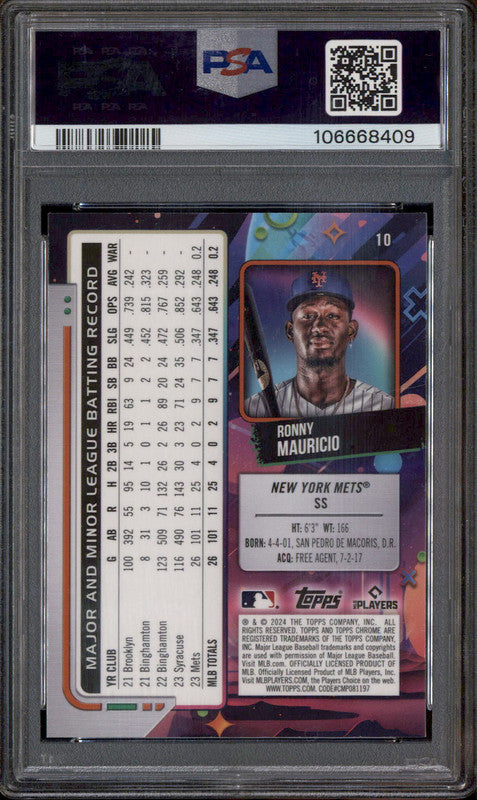 PSA
106668409
10
RONNY
MAURICIO
NEW YORK METS®
SS
HT: 6'3" WT: 166
BORN: 4-4-01, SAN PEDRO DE MACORIS, D.R.
ACQ: FREE AGENT, 7-2-17
Topps
PLAYERS
® & © 2024 THE TOPPS COMPANY, INC. ALL
RIGHTS RESERVED. TOPPS AND TOPPS CHROME ARE
REGISTERED TRADEMARKS OF THE TOPPS COMPANY,
INC. Major League Baseball trademarks and copyrights
are used with permission of Major League Baseball.
Visit MLB.com. OFFICIALLY LICENSED PRODUCT OF
MLB. Officially Licensed Product of MLB Players, Inc.
Visit MLBPLAYERS.com, the Players Choice on the web.
WWW.TOPPS.COM CODE#CMP081197
MAJOR AND MINOR LEAGUE BATTING RECORD
YR CLUB G AB R H 2B 3B HR RBI SB BB SLG OPS AVG WAR
21 Brooklyn 100 392 55 95 14 5 19 63 9 24 .449 .739 .242 -
21 Binghamton 8 31 3 10 1 0 1 1 2 2 .452 .815 .323 -
22 Binghamton 123 509 71 132 26 2 26 89 20 24 .472 .767 .259 -
23 Syracuse 116 490 76 143 30 3 23 71 24 35 .506 .852 .292 -
23 Mets 26 101 11 25 4 0 2 9 7 7 .347 .643 .248 0.2
MLB TOTALS 26 101 11 25 4 0 2 9 7 7 .347 .643 .248 0.2